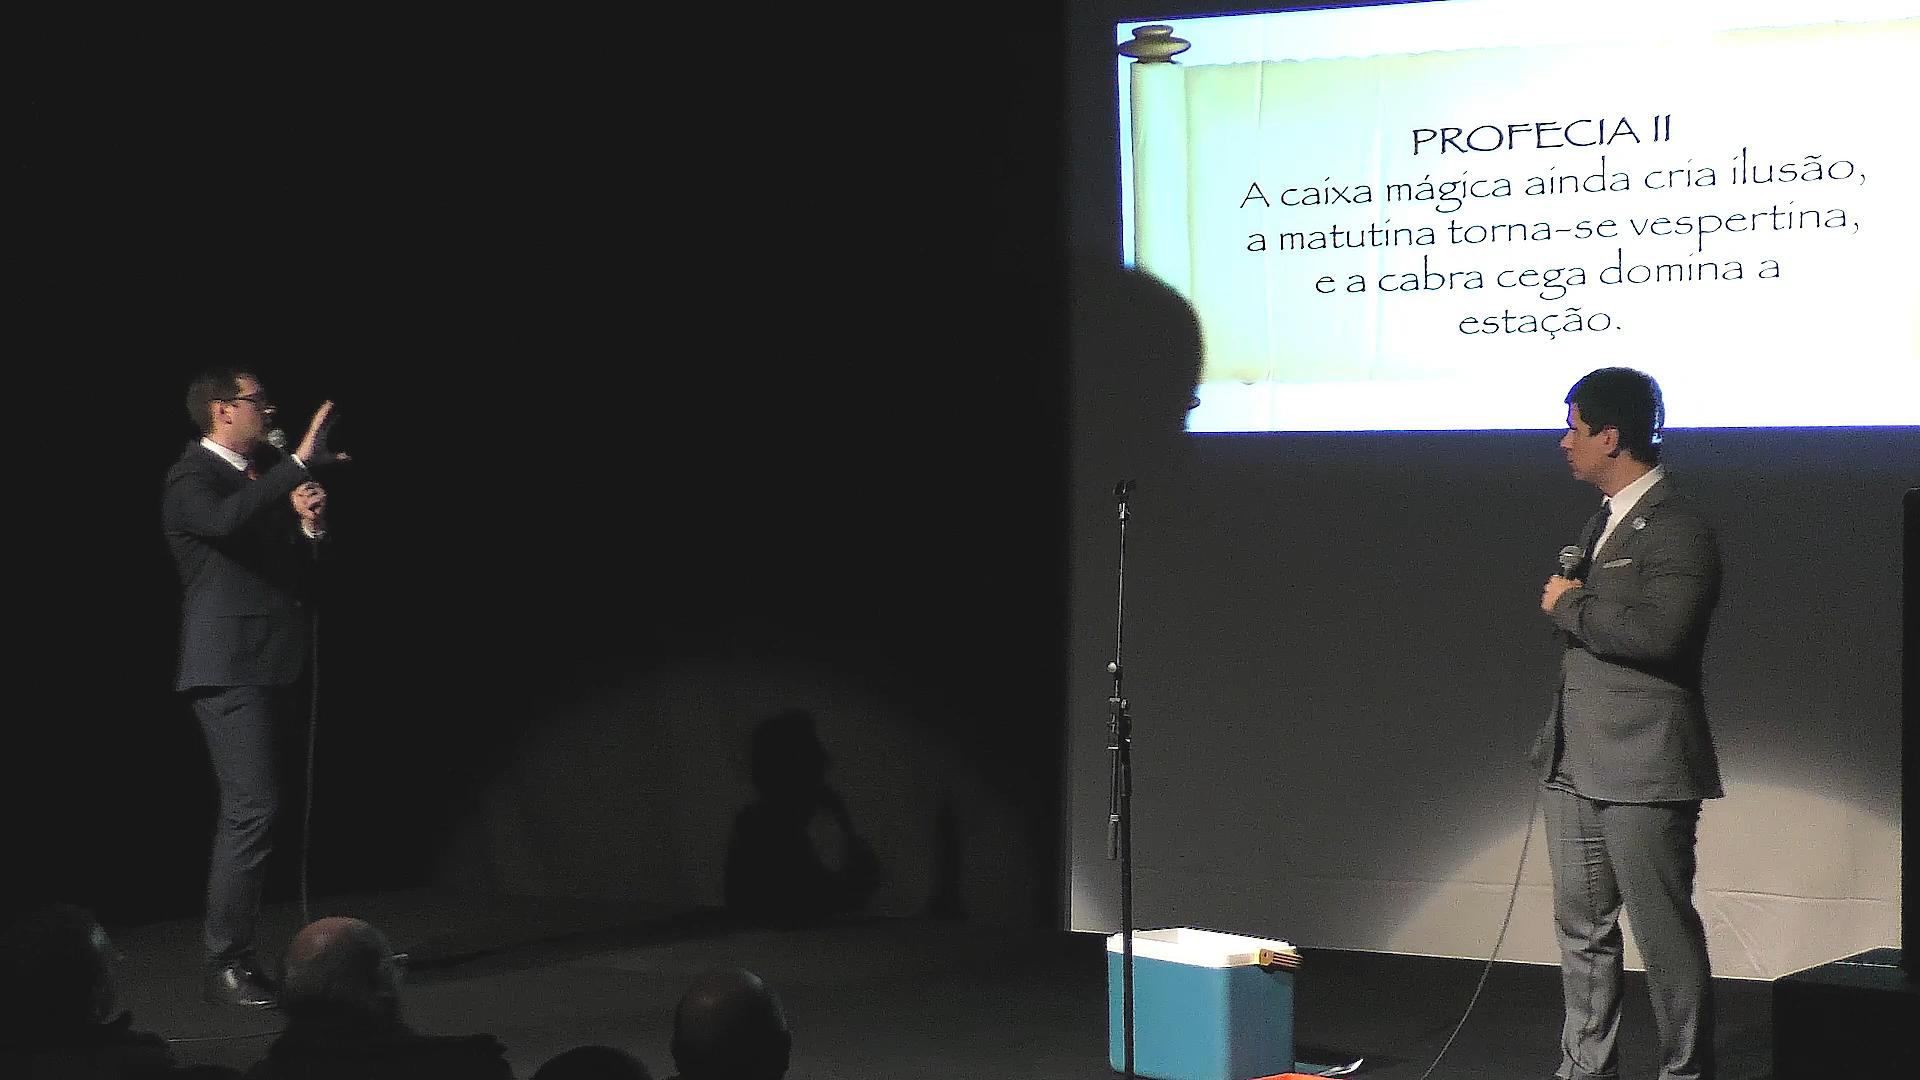 PROFECIA II
A caixa mágica ainda cria ilusão,
a matutina torna-se vespertina,
e a cabra cega domina a
estação.